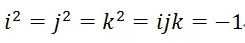 i² = j² = k² = ijk = −1.